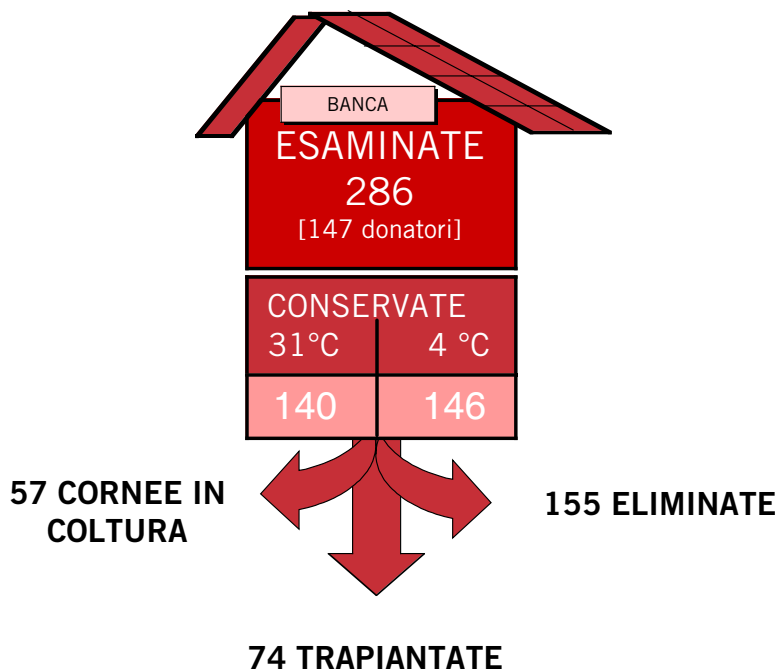 BANCA
ESAMINATE
286
[147 donatori]
CONSERVATE
31°C 4 °C
140 146
57 CORNEE IN
COLTURA
155 ELIMINATE
74 TRAPIANTATE